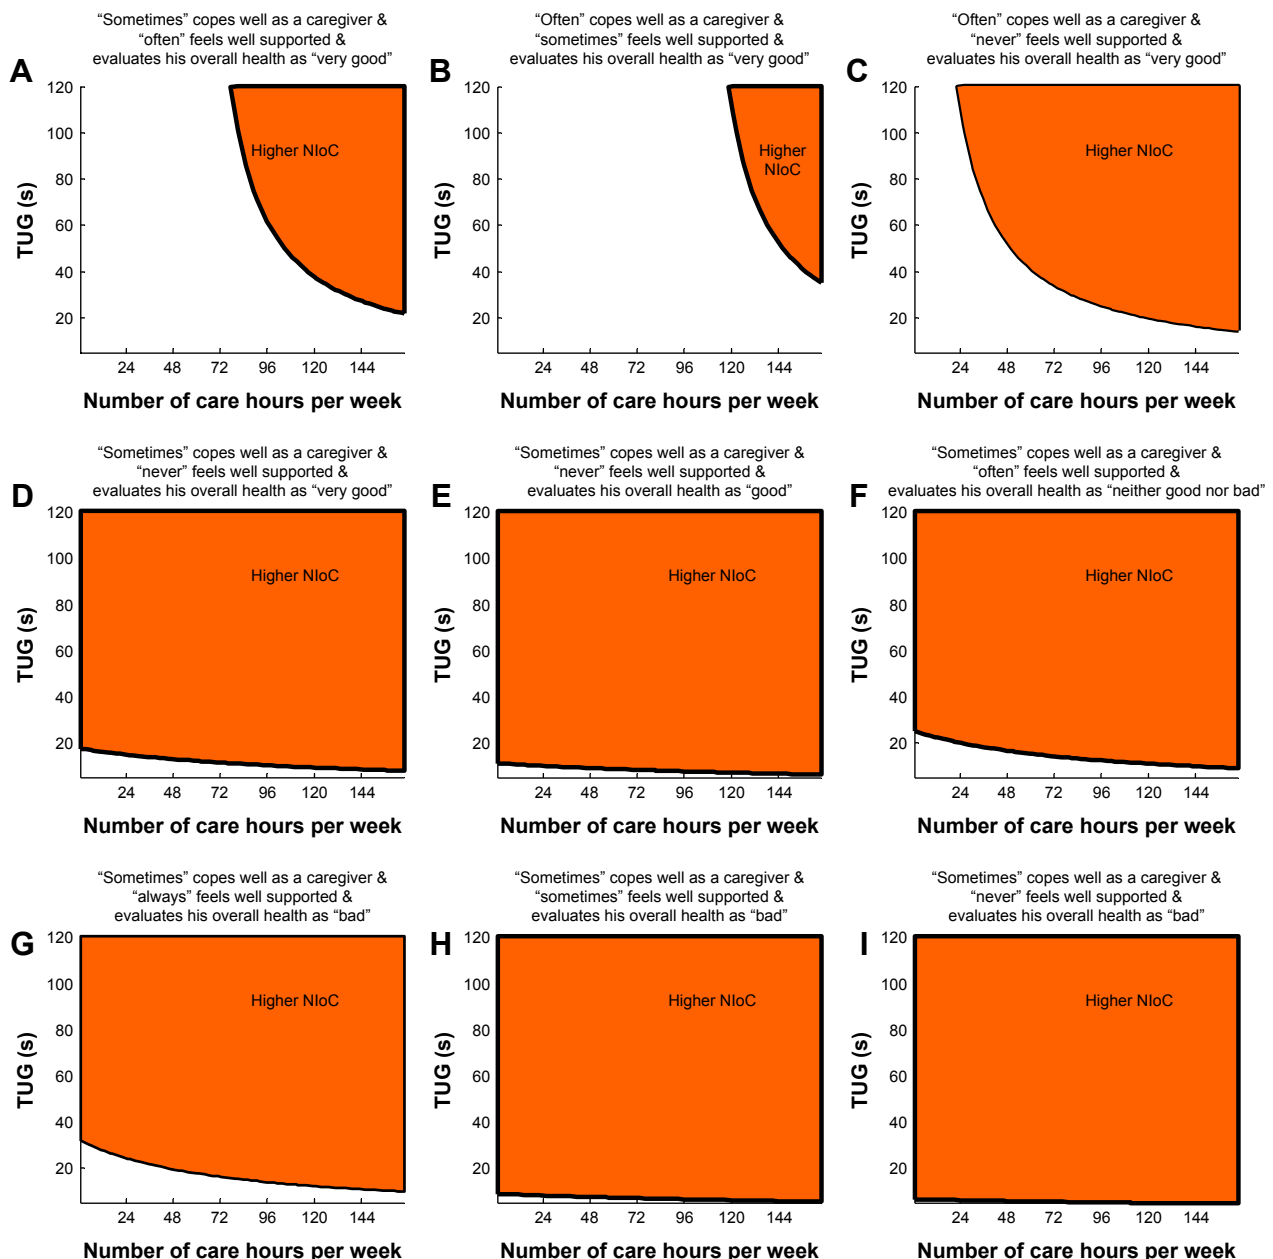 “Sometimes” copes well as a caregiver &
“often” feels well supported &
evaluates his overall health as “very good”
A
120
100
80
60
40
20
TUG (s)
Higher NIoC
24 48 72 96 120 144
Number of care hours per week
“Often” copes well as a caregiver &
“sometimes” feels well supported &
evaluates his overall health as “very good”
B
120
100
80
60
40
20
TUG (s)
Higher
NIoC
24 48 72 96 120 144
Number of care hours per week
“Often” copes well as a caregiver &
“never” feels well supported &
evaluates his overall health as “very good”
C
120
100
80
60
40
20
TUG (s)
Higher NIoC
24 48 72 96 120 144
Number of care hours per week
“Sometimes” copes well as a caregiver &
“never” feels well supported &
evaluates his overall health as “very good”
D
120
100
80
60
40
20
TUG (s)
Higher NIoC
24 48 72 96 120 144
Number of care hours per week
“Sometimes” copes well as a caregiver &
“never” feels well supported &
evaluates his overall health as “good”
E
120
100
80
60
40
20
TUG (s)
Higher NIoC
24 48 72 96 120 144
Number of care hours per week
“Sometimes” copes well as a caregiver &
“often” feels well supported &
evaluates his overall health as “neither good nor bad”
F
120
100
80
60
40
20
TUG (s)
Higher NIoC
24 48 72 96 120 144
Number of care hours per week
“Sometimes” copes well as a caregiver &
“always” feels well supported &
evaluates his overall health as “bad”
G
120
100
80
60
40
20
TUG (s)
Higher NIoC
24 48 72 96 120 144
Number of care hours per week
“Sometimes” copes well as a caregiver &
“sometimes” feels well supported &
evaluates his overall health as “bad”
H
120
100
80
60
40
20
TUG (s)
Higher NIoC
24 48 72 96 120 144
Number of care hours per week
“Sometimes” copes well as a caregiver &
“never” feels well supported &
evaluates his overall health as “bad”
I
120
100
80
60
40
20
TUG (s)
Higher NIoC
24 48 72 96 120 144
Number of care hours per week